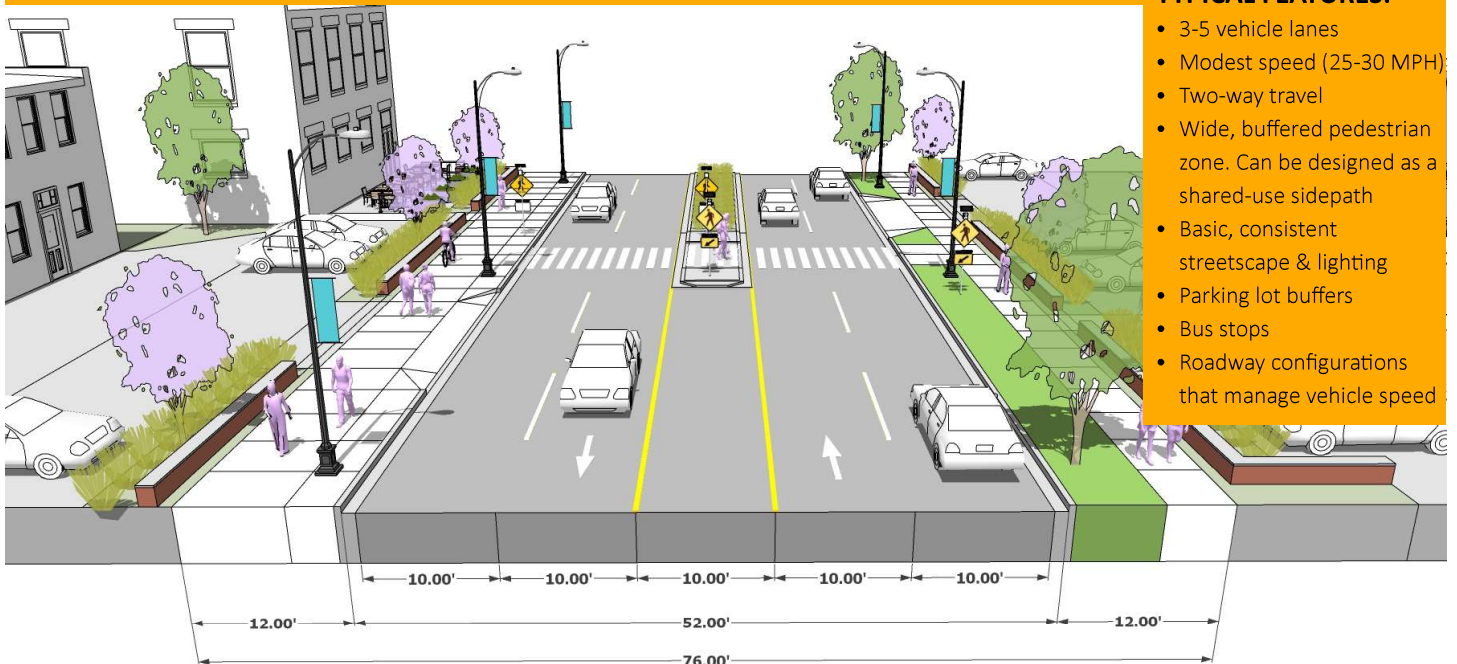 TYPICAL FEATURES:
• 3-5 vehicle lanes
• Modest speed (25-30 MPH)
• Two-way travel
• Wide, buffered pedestrian
zone. Can be designed as a
shared-use sidepath
• Basic, consistent
streetscape & lighting
• Parking lot buffers
• Bus stops
• Roadway configurations
that manage vehicle speed
10.00' 10.00' 10.00' 10.00' 10.00'
12.00' 52.00' 12.00'
76.00'